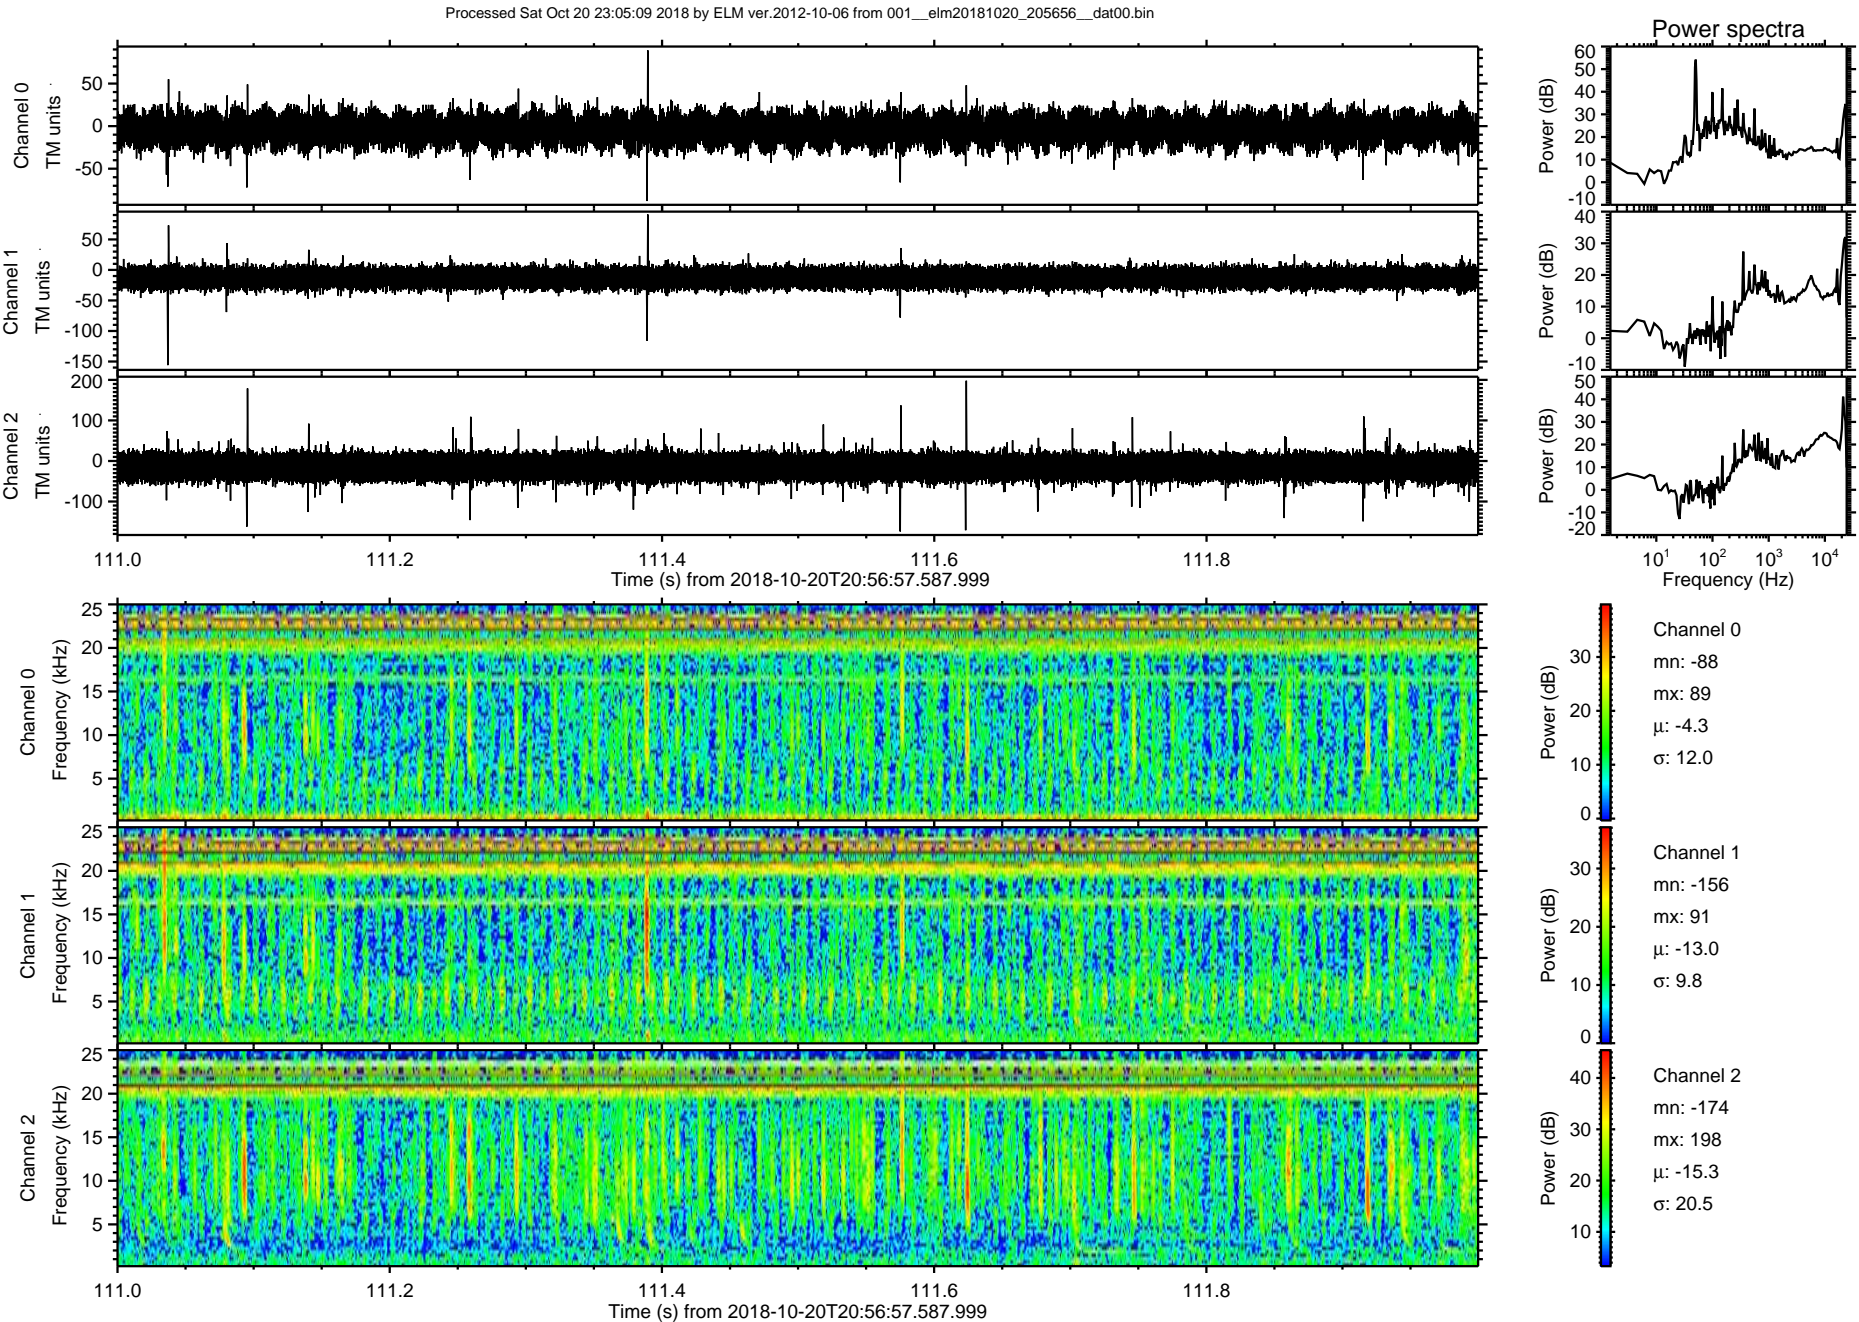 Processed Sat Oct 20 23:05:09 2018 by ELM ver.2012-10-06 from 001__elm20181020_205656__dat00.bin
Power spectra
Channel 0
TM units
50
0
-50
Power (dB)
60
50
40
30
20
10
0
-10
Channel 1
TM units
50
0
-50
-100
-150
Power (dB)
40
30
20
10
0
-10
Channel 2
TM units
200
100
0
-100
Power (dB)
50
40
30
20
10
0
-10
-20
111.0 111.2 111.4 111.6 111.8
Time (s) from 2018-10-20T20:56:57.587.999
10¹ 10² 10³ 10⁴
Frequency (Hz)
Channel 0
Frequency (kHz)
25
20
15
10
5
Power (dB)
30
20
10
0
Channel 0
mn: -88
mx: 89
μ: -4.3
σ: 12.0
Channel 1
Frequency (kHz)
25
20
15
10
5
Power (dB)
30
20
10
0
Channel 1
mn: -156
mx: 91
μ: -13.0
σ: 9.8
Channel 2
Frequency (kHz)
25
20
15
10
5
Power (dB)
40
30
20
10
Channel 2
mn: -174
mx: 198
μ: -15.3
σ: 20.5
111.0 111.2 111.4 111.6 111.8
Time (s) from 2018-10-20T20:56:57.587.999